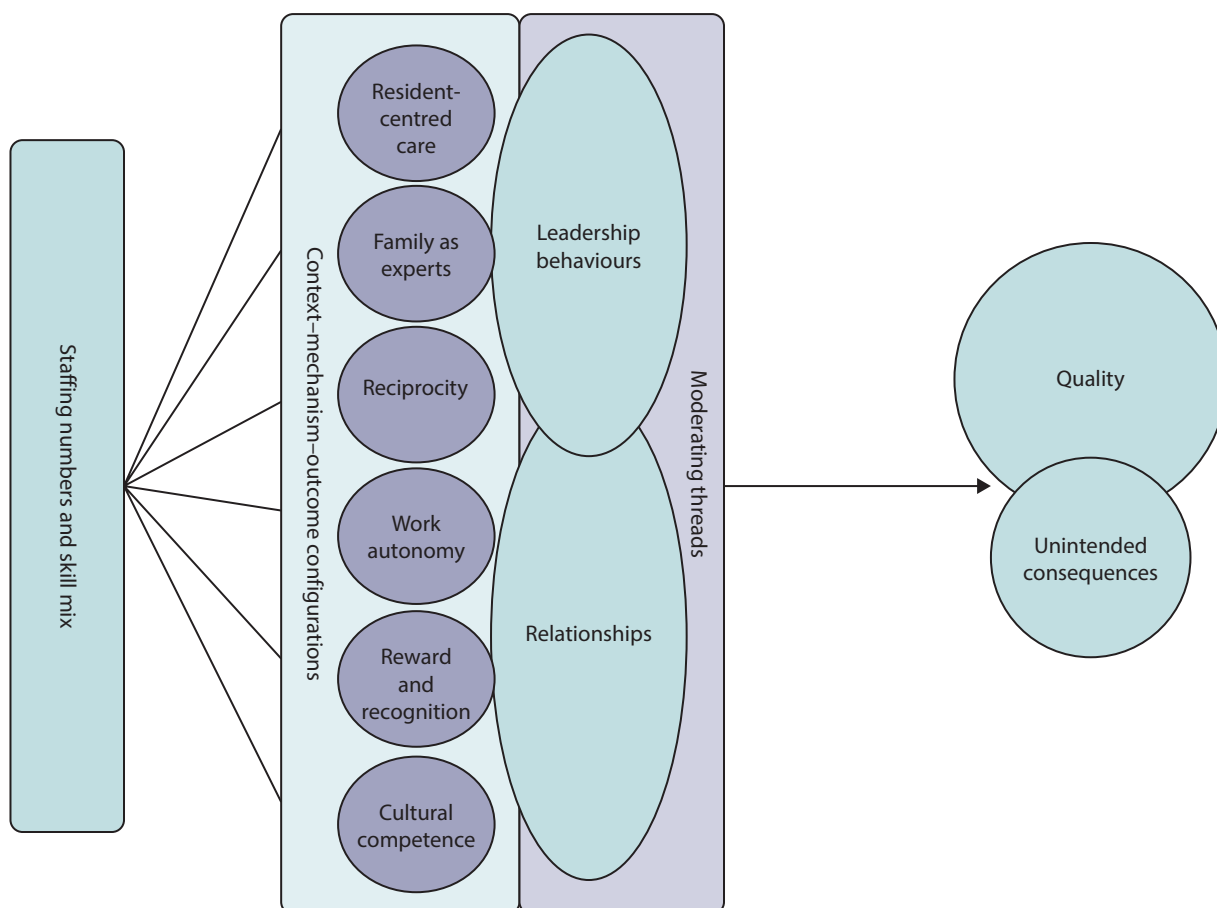 Staffing numbers and skill mix
Context–mechanism–outcome configurations
Resident-
centred
care
Family as
experts
Reciprocity
Work
autonomy
Reward
and
recognition
Cultural
competence
Leadership
behaviours
Relationships
Moderating threads
Quality
Unintended
consequences